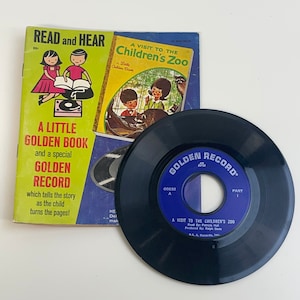 READ and HEAR
A VISIT TO THE
Children's Zoo
A LITTLE
GOLDEN BOOK
and a special
GOLDEN
RECORD
which tells the story
as the child
turns the pages!
GOLDEN RECORD
A
PART
1
A VISIT TO THE CHILDREN'S ZOO